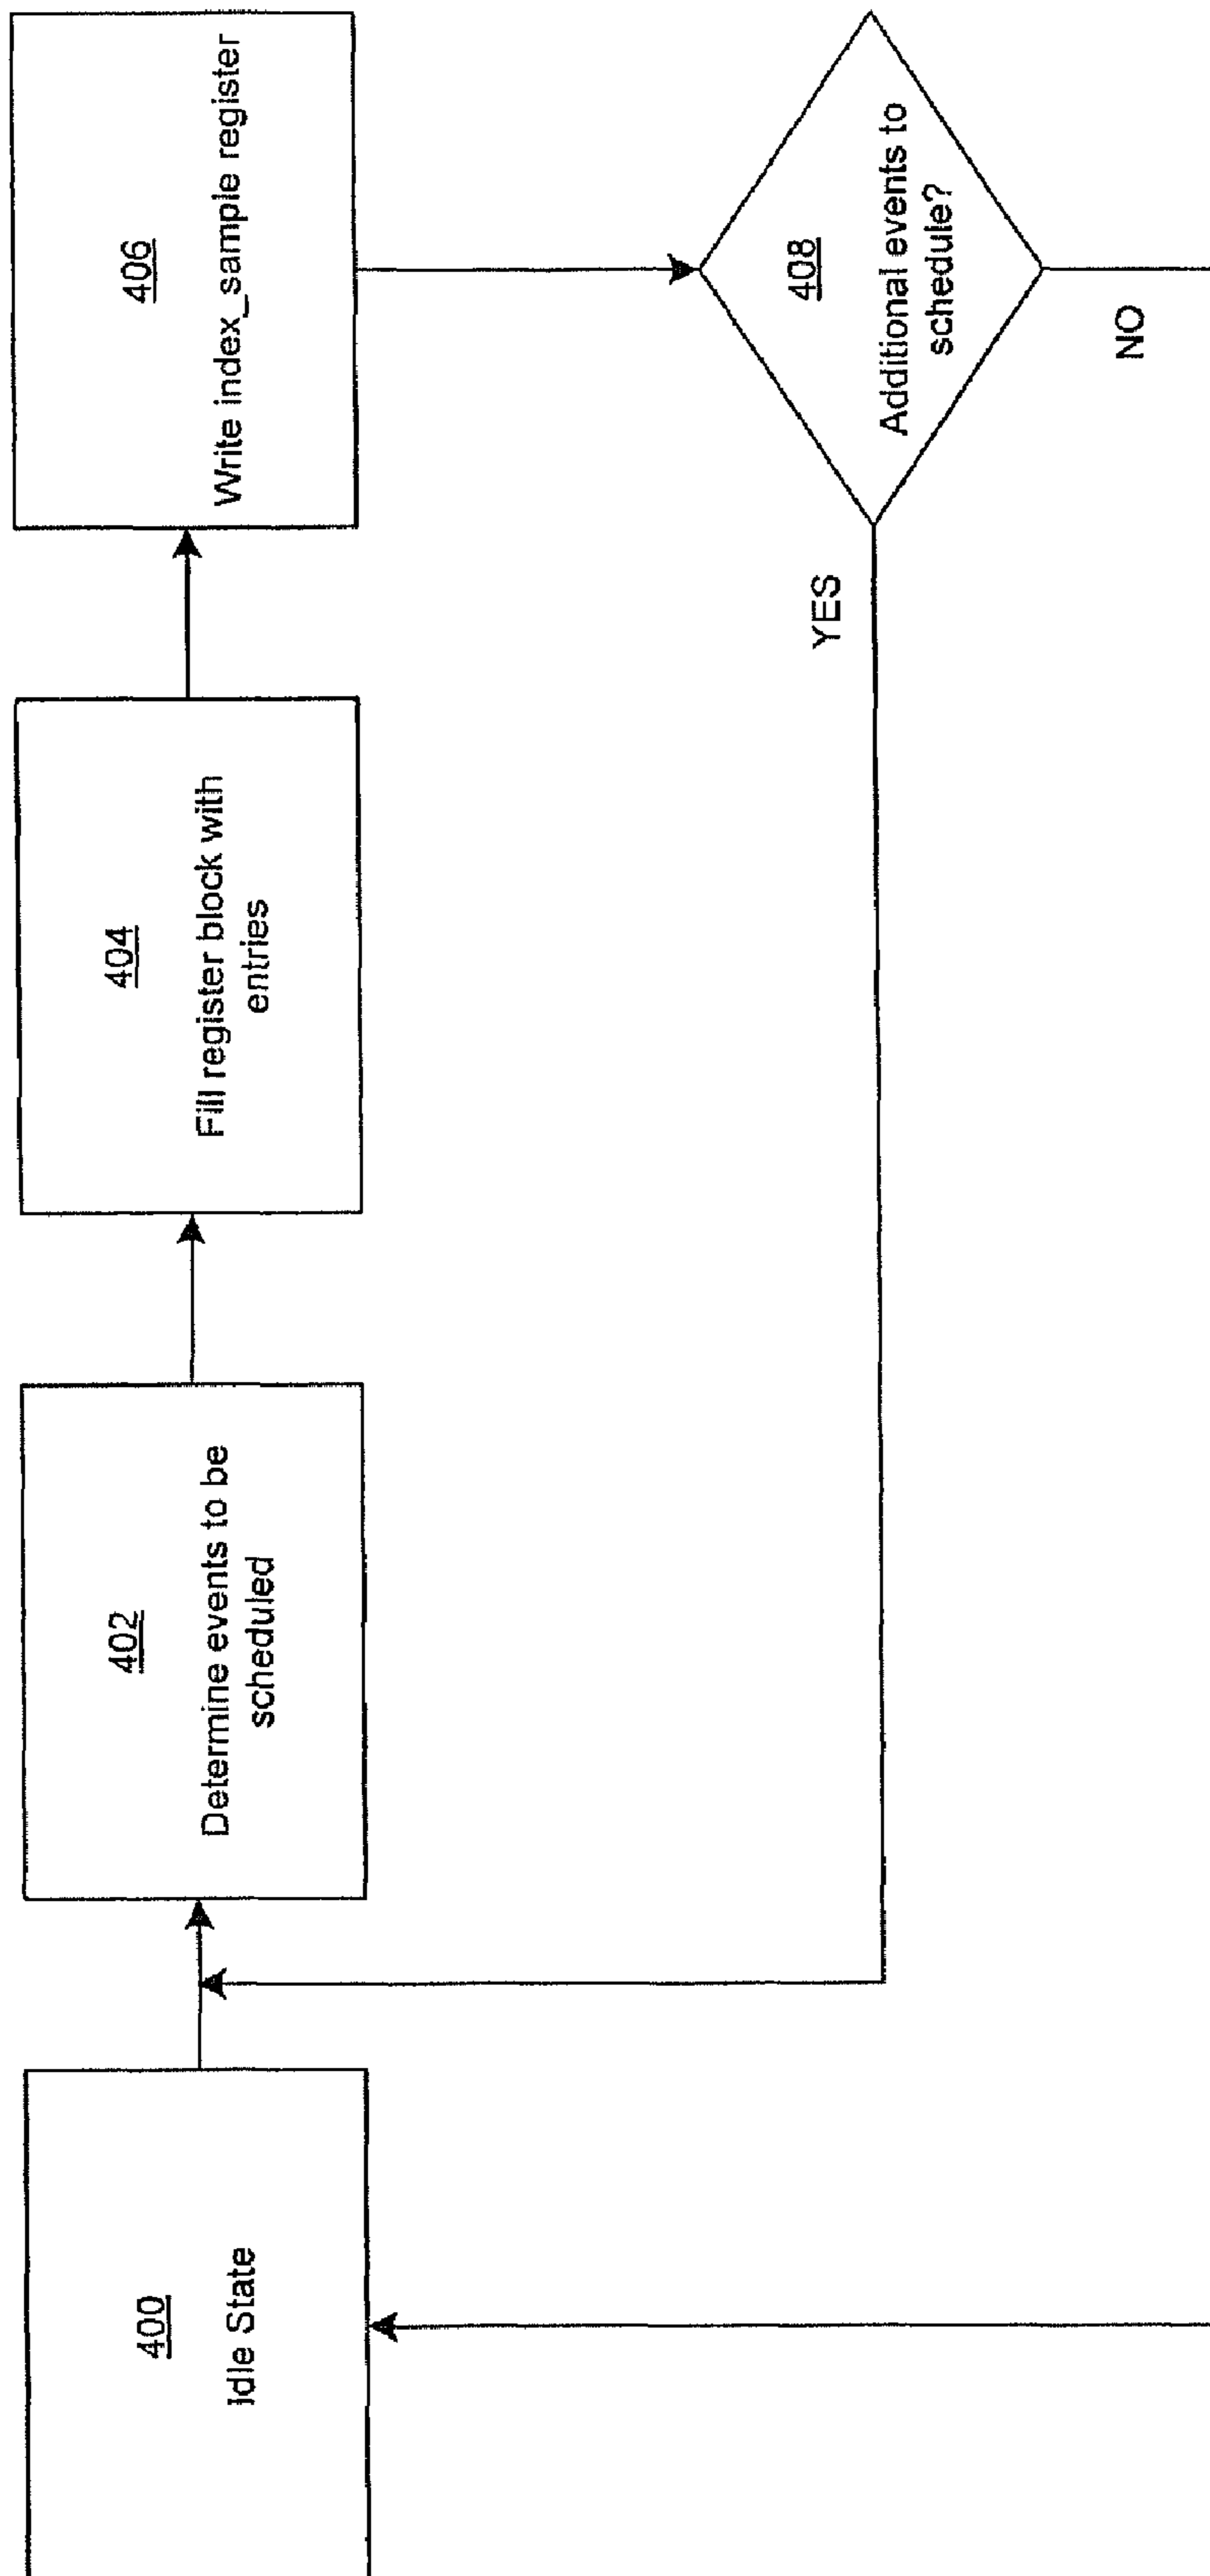 400
Idle State
402
Determine events to be
scheduled
404
Fill register block with
entries
406
Write index_sample register
408
Additional events to
schedule?
YES
NO